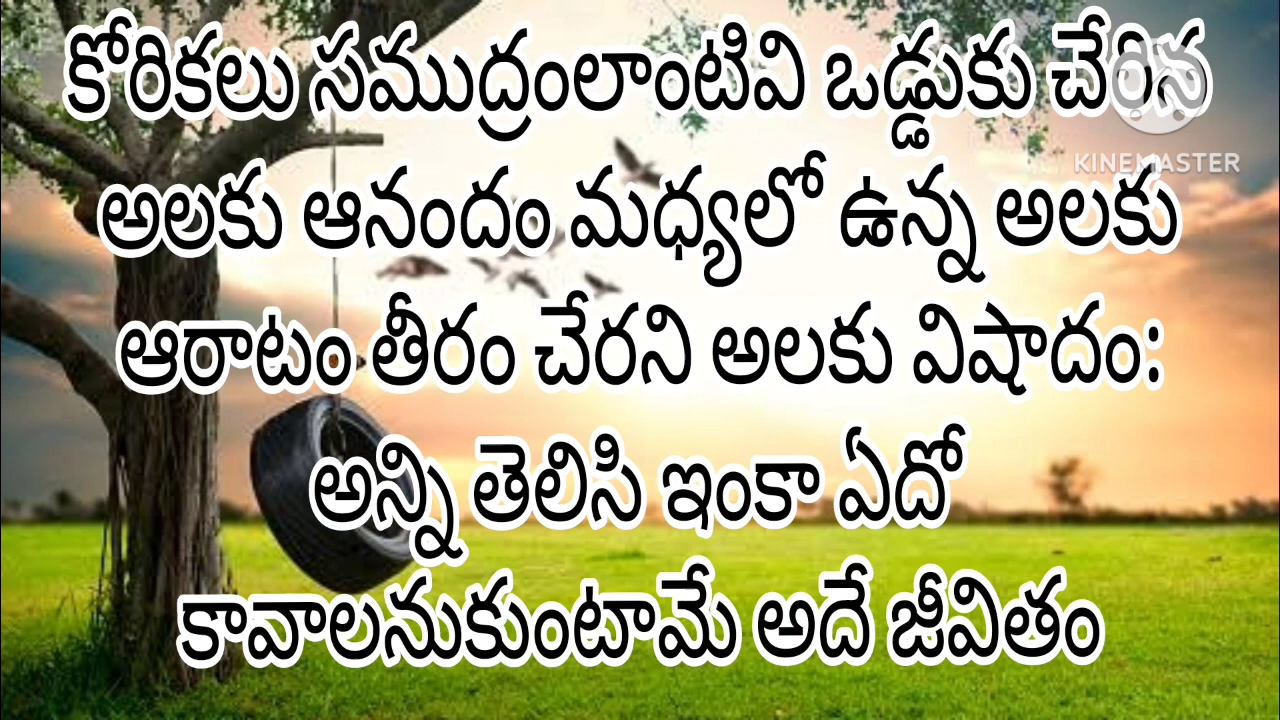 కోరికలు సముద్రంలాంటివి ఒడ్డుకు చేరిన
KINEMASTER
అలకు ఆనందం మధ్యలో ఉన్న అలకు
ఆరాటం తీరం చేరని అలకు విషాదం:
అన్ని తెలిసి ఇంకా ఏదో
కావాలనుకుంటామే అదే జీవితం